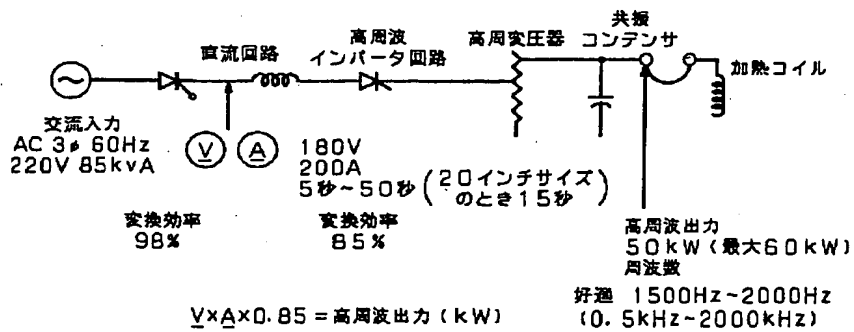 直流回路
高周波
インバータ回路
高周変圧器
共振
コンデンサ
加熱コイル
交流入力
AC 3φ 60Hz
220V 85kvA
V
A
180V
200A
5秒~50秒(20インチサイズ
のとき15秒)
変換効率
98%
変換効率
85%
高周波出力
50kW(最大60kW)
周波数
好適 1500Hz~2000Hz
(0.5kHz~2000kHz)
V×A×0.85=高周波出力(kW)